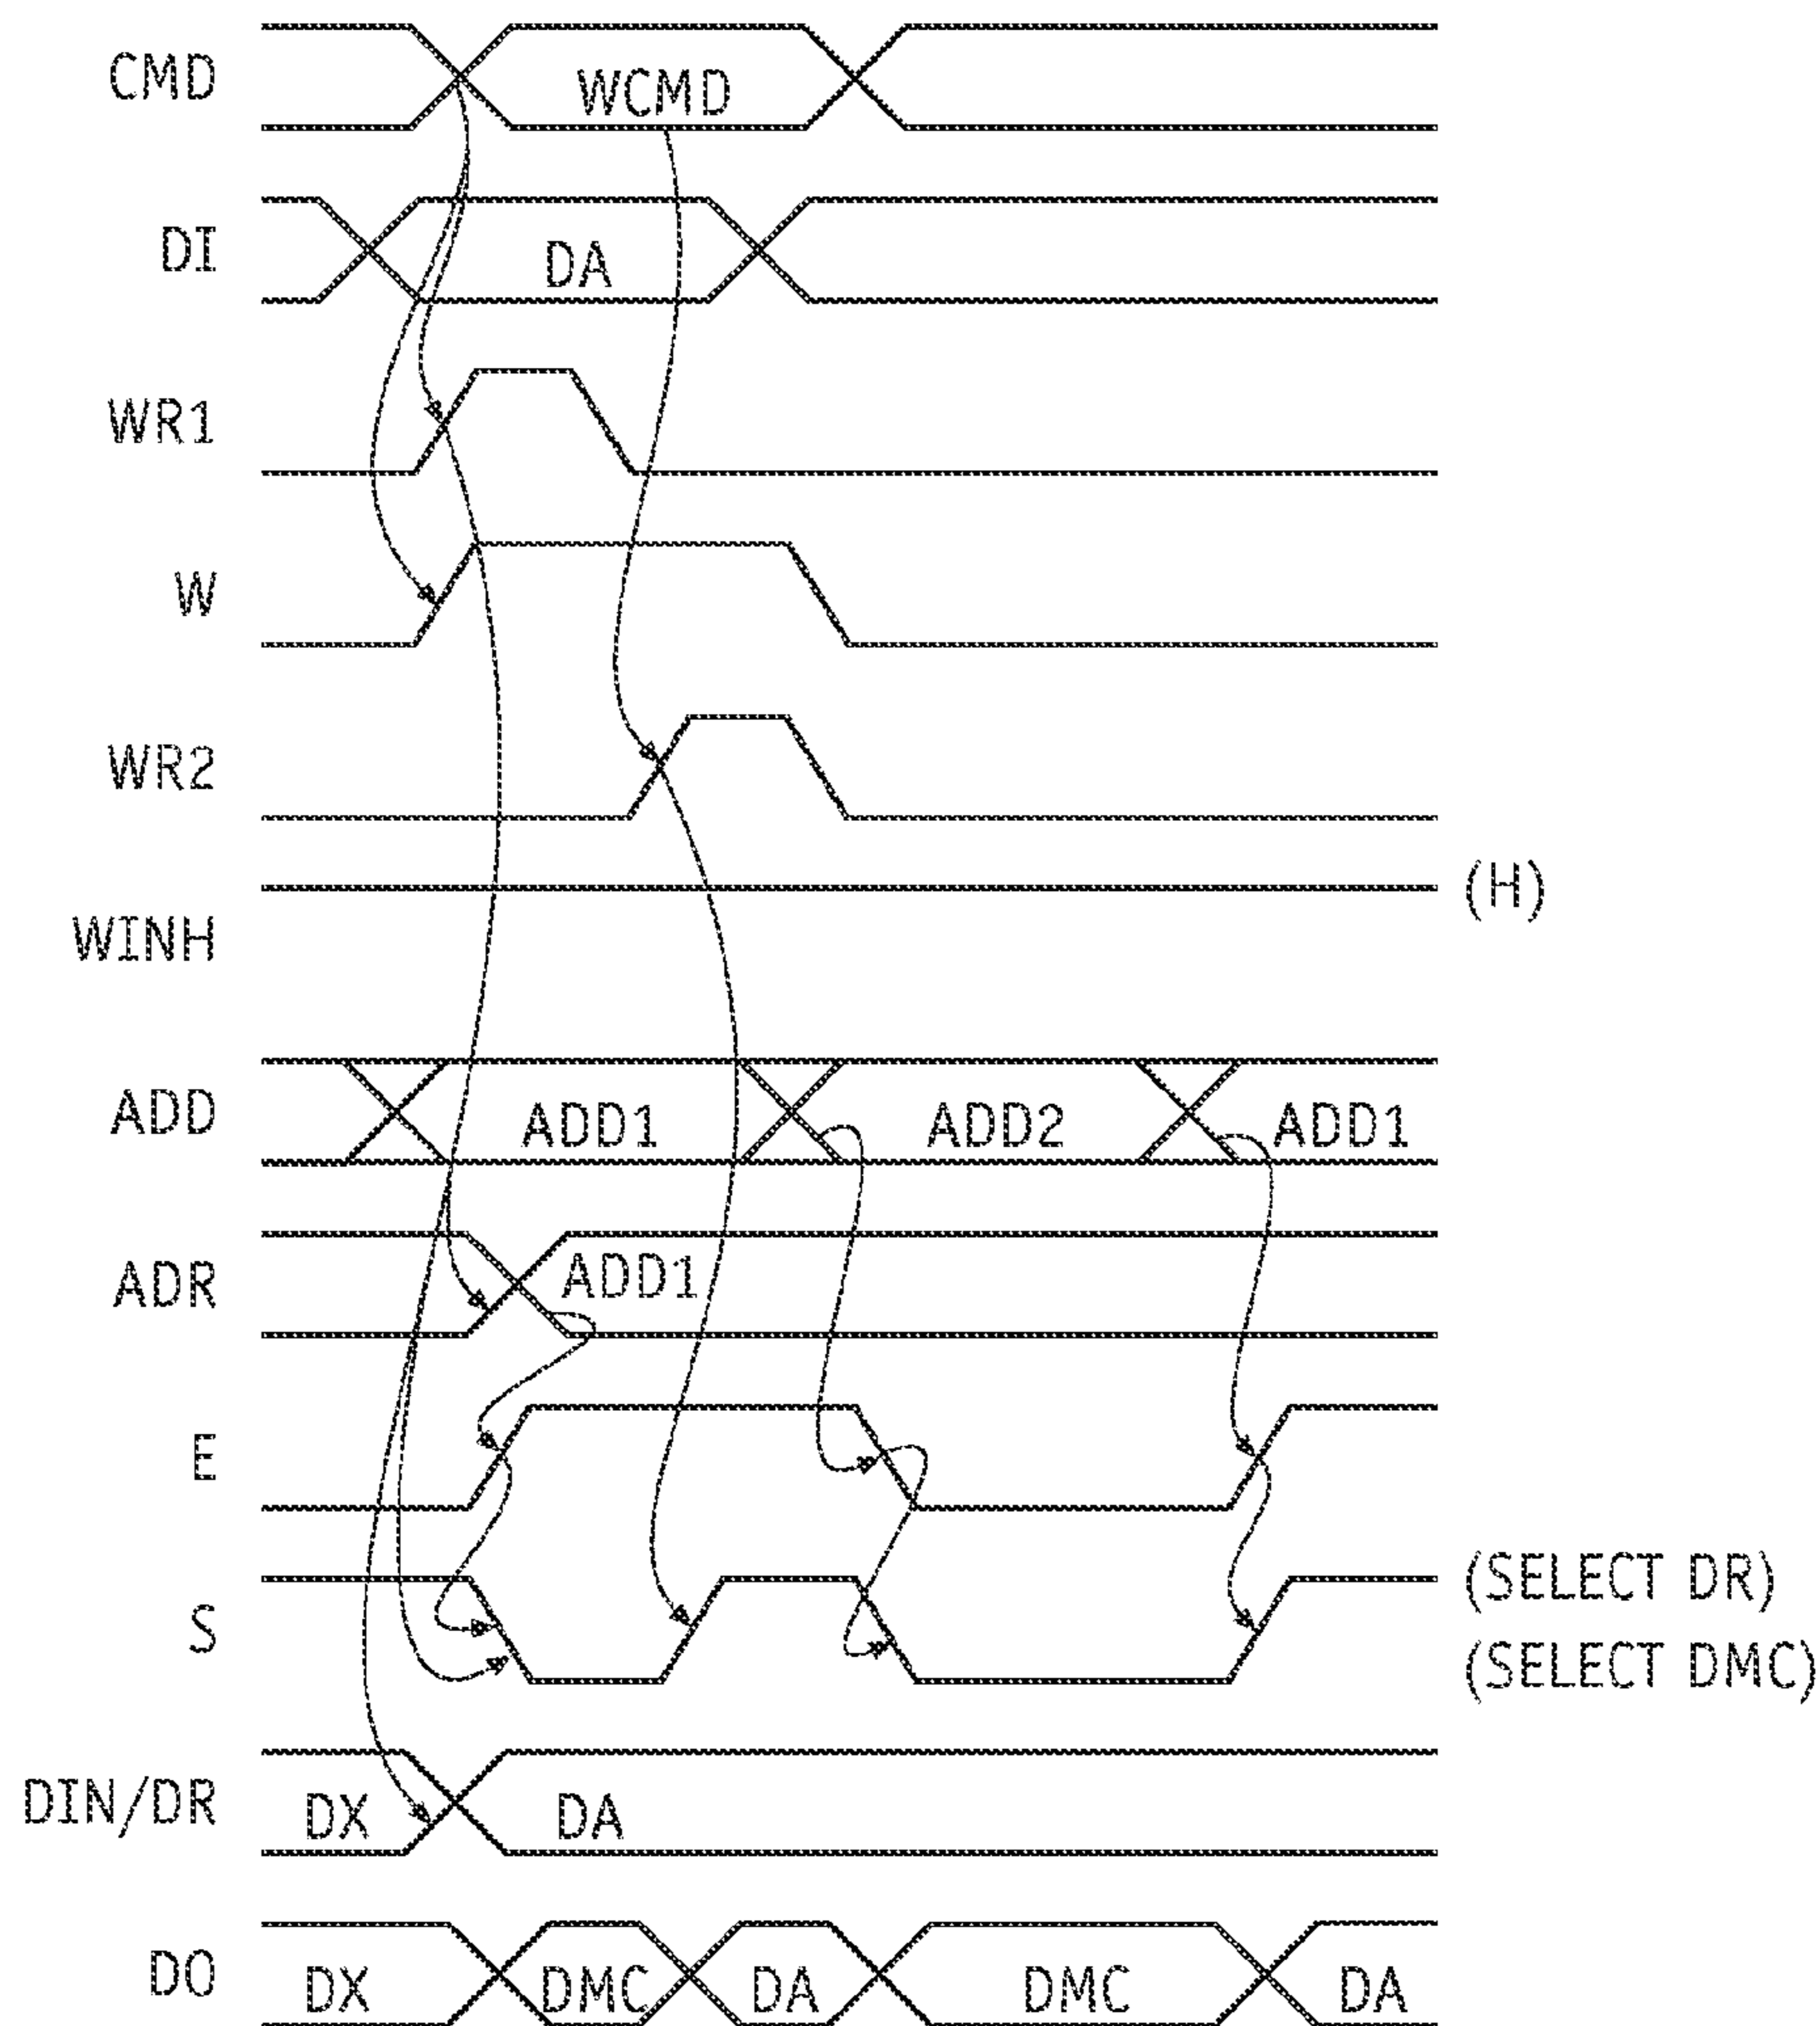 CMD WCMD
DI DA
WR1
W
WR2
WINH (H)
ADD ADD1 ADD2 ADD1
ADR ADD1
E
S (SELECT DR)
(SELECT DMC)
DIN/DR DX DA
DO DX DMC DA DMC DA